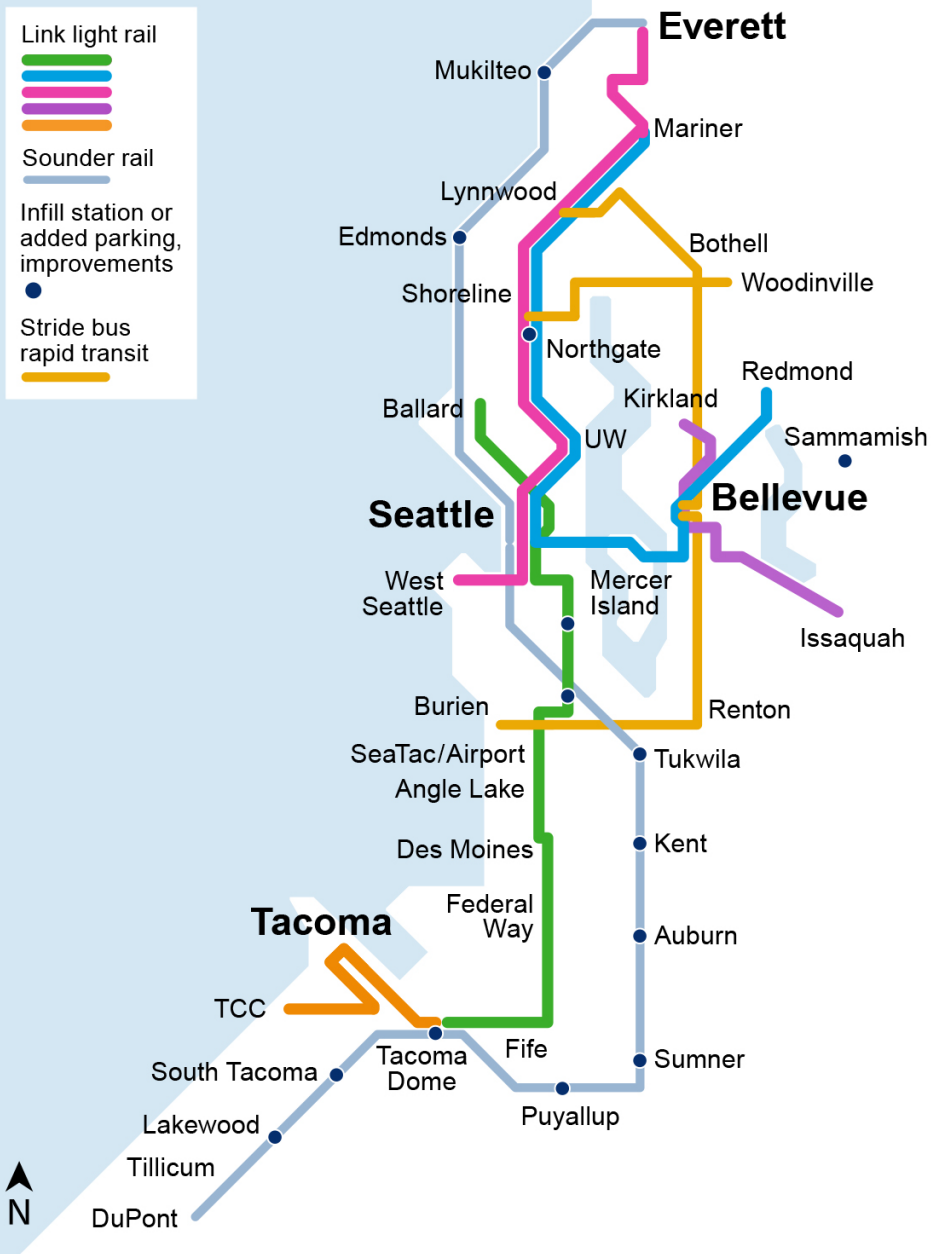 Link light rail
Sounder rail
Infill station or
added parking,
improvements
Stride bus
rapid transit
Everett
Mukilteo
Mariner
Lynnwood
Edmonds
Bothell
Woodinville
Shoreline
Northgate
Redmond
Kirkland
Ballard
UW
Sammamish
Bellevue
Seattle
West
Seattle
Mercer
Island
Issaquah
Burien
Renton
SeaTac/Airport
Tukwila
Angle Lake
Des Moines
Kent
Federal
Way
Tacoma
Auburn
TCC
Fife
Tacoma
Dome
Sumner
South Tacoma
Puyallup
Lakewood
Tillicum
N
DuPont